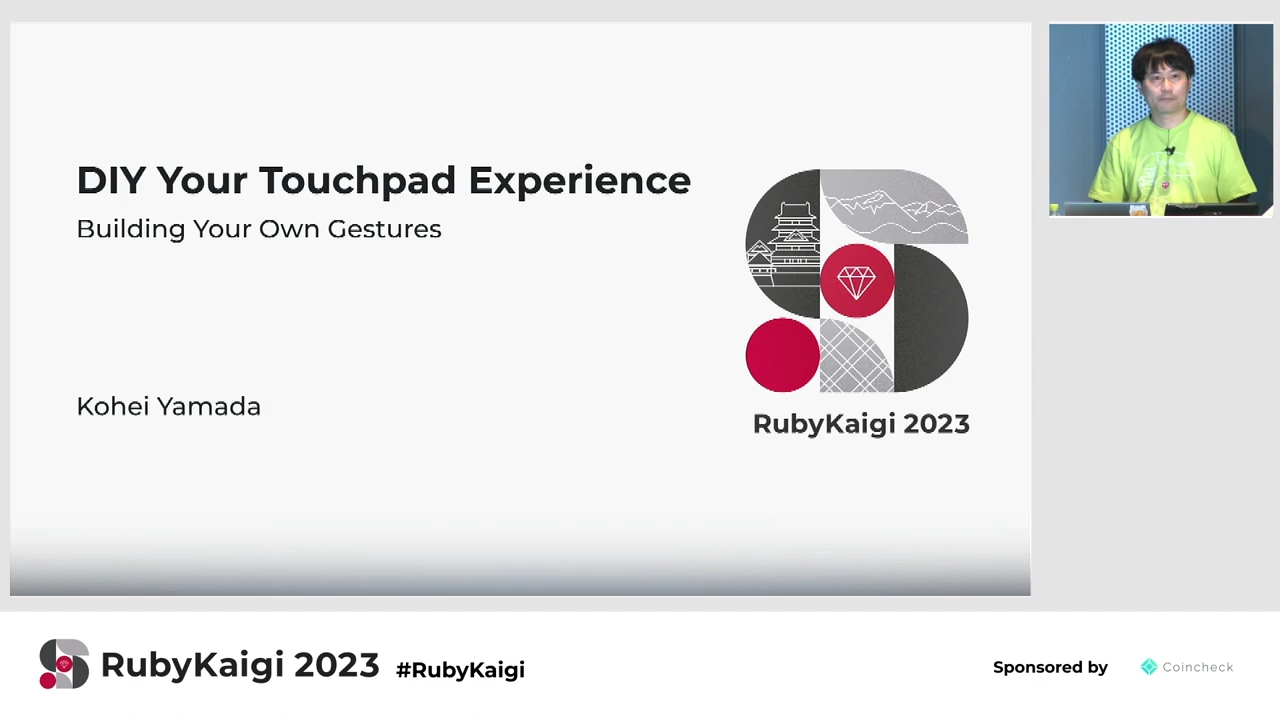 DIY Your Touchpad Experience
Building Your Own Gestures
Kohei Yamada
RubyKaigi 2023
RubyKaigi 2023 #RubyKaigi
Sponsored by Coincheck